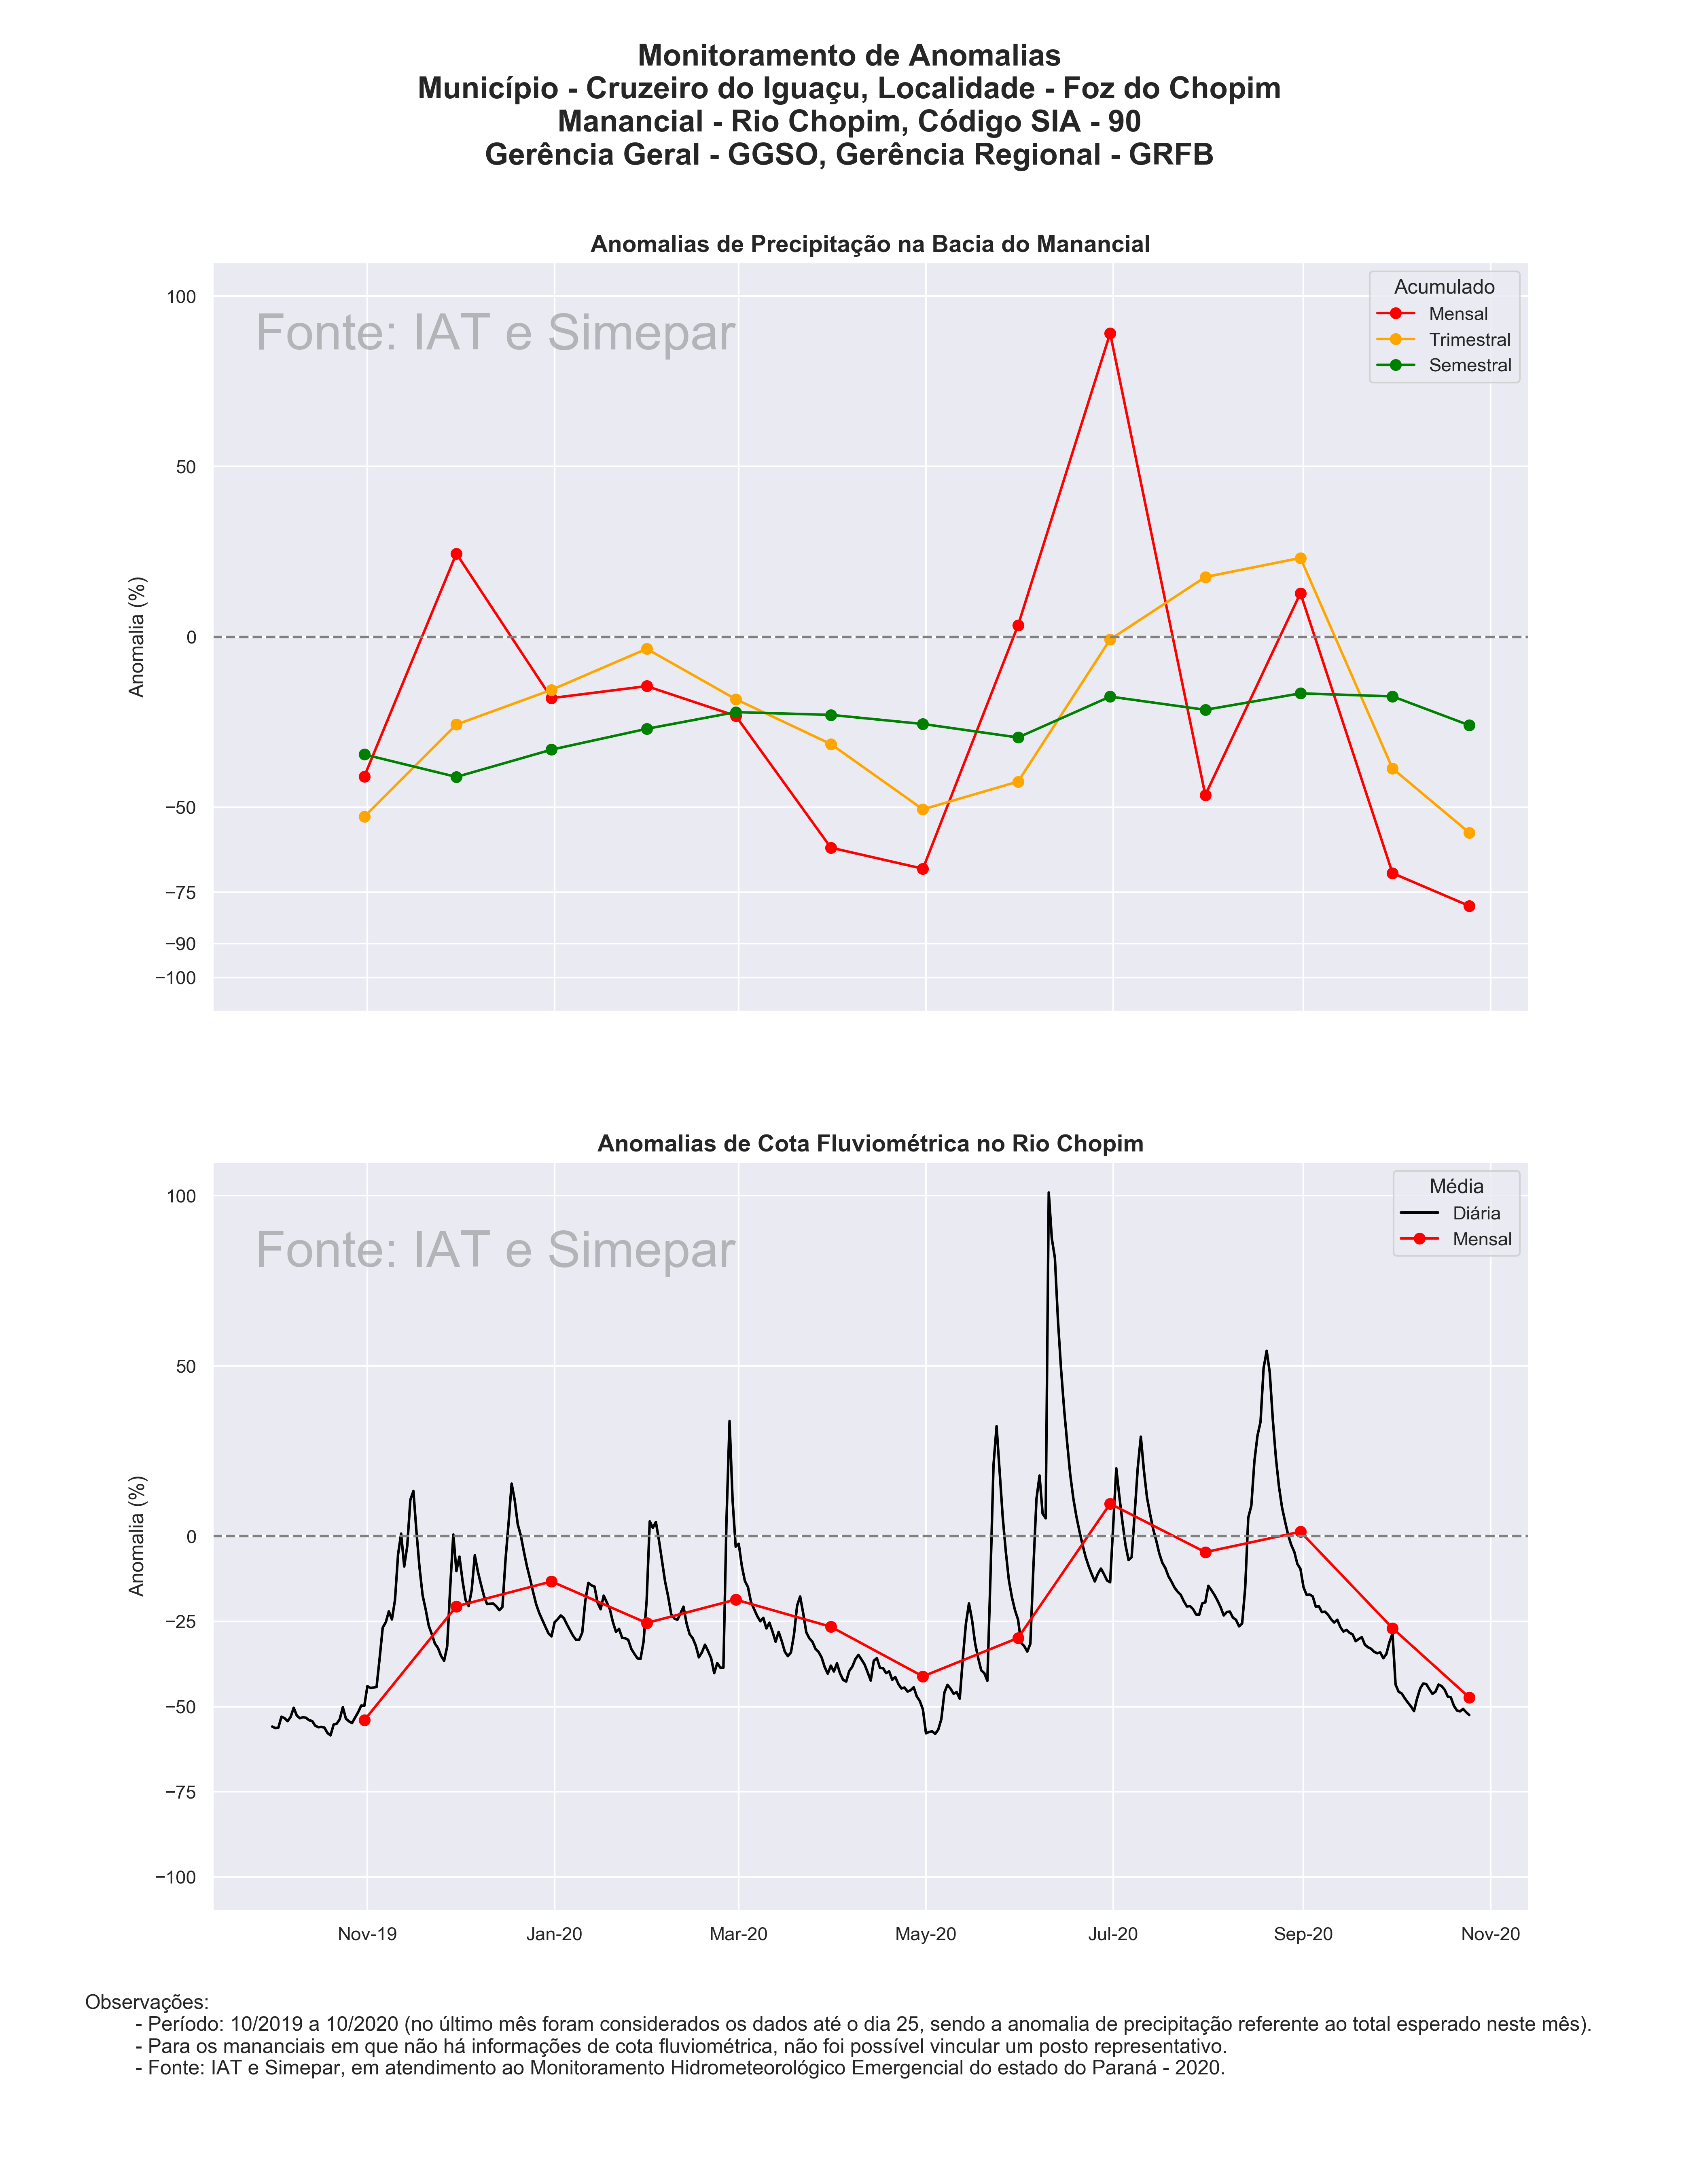 Monitoramento de Anomalias
Município - Cruzeiro do Iguaçu, Localidade - Foz do Chopim
Manancial - Rio Chopim, Código SIA - 90
Gerência Geral - GGSO, Gerência Regional - GRFB
Anomalias de Precipitação na Bacia do Manancial
Fonte: IAT e Simepar
Acumulado
Mensal
Trimestral
Semestral
Anomalia (%)
100
50
0
−50
−75
−90
−100
Anomalias de Cota Fluviométrica no Rio Chopim
Fonte: IAT e Simepar
Média
Diária
Mensal
Anomalia (%)
100
50
0
−25
−50
−75
−100
Nov-19 Jan-20 Mar-20 May-20 Jul-20 Sep-20 Nov-20
Observações:
- Período: 10/2019 a 10/2020 (no último mês foram considerados os dados até o dia 25, sendo a anomalia de precipitação referente ao total esperado neste mês).
- Para os mananciais em que não há informações de cota fluviométrica, não foi possível vincular um posto representativo.
- Fonte: IAT e Simepar, em atendimento ao Monitoramento Hidrometeorológico Emergencial do estado do Paraná - 2020.